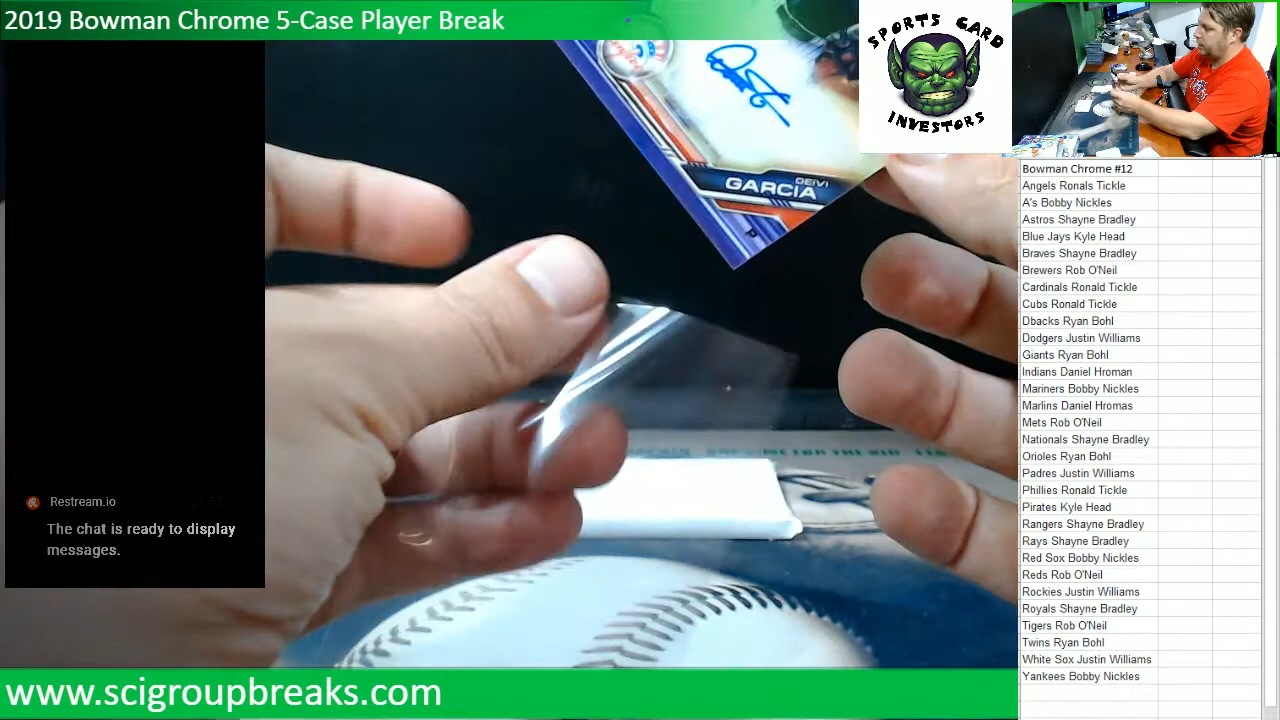 2019 Bowman Chrome 5-Case Player Break
SPORTS CARD
INVESTORS
DEIVI
GARCIA
P
Restream.io
The chat is ready to display
messages.
Bowman Chrome #12
Angels Ronals Tickle
A's Bobby Nickles
Astros Shayne Bradley
Blue Jays Kyle Head
Braves Shayne Bradley
Brewers Rob O'Neil
Cardinals Ronald Tickle
Cubs Ronald Tickle
Dbacks Ryan Bohl
Dodgers Justin Williams
Giants Ryan Bohl
Indians Daniel Hroman
Mariners Bobby Nickles
Marlins Daniel Hromas
Mets Rob O'Neil
Nationals Shayne Bradley
Orioles Ryan Bohl
Padres Justin Williams
Phillies Ronald Tickle
Pirates Kyle Head
Rangers Shayne Bradley
Rays Shayne Bradley
Red Sox Bobby Nickles
Reds Rob O'Neil
Rockies Justin Williams
Royals Shayne Bradley
Tigers Rob O'Neil
Twins Ryan Bohl
White Sox Justin Williams
Yankees Bobby Nickles
www.scigroupbreaks.com